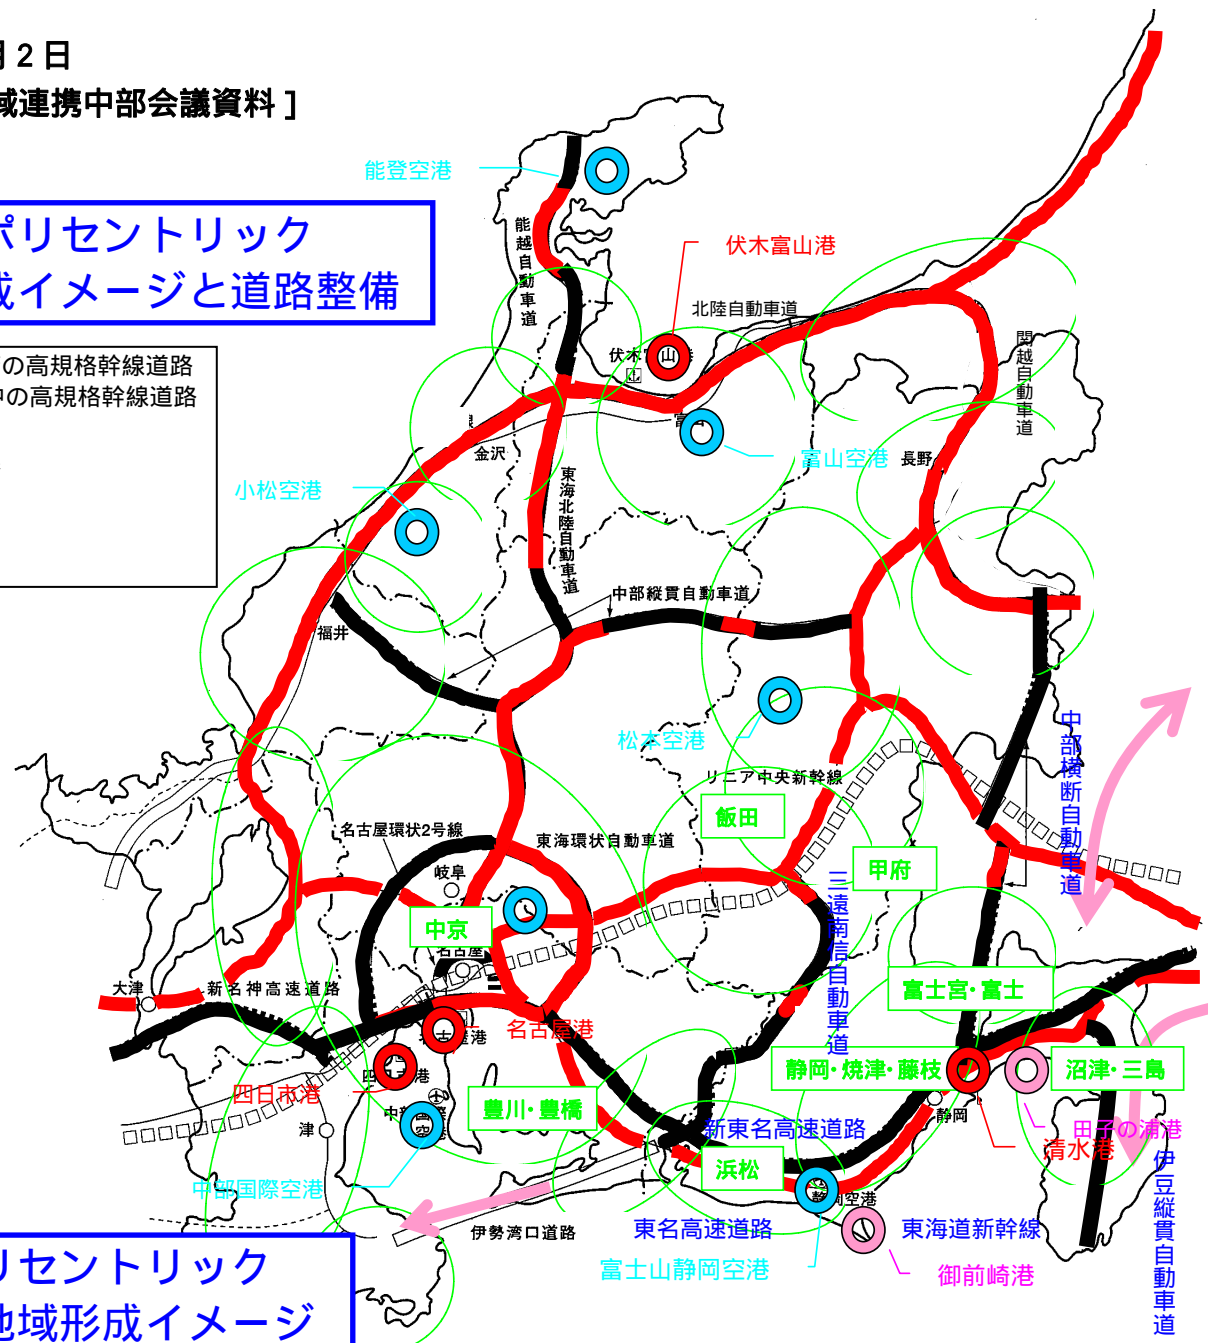 月2日
域連携中部会議資料]
能登空港
ポリセントリック
成イメージと道路整備
能越自動車道
伏木富山港
北陸自動車道
の高規格幹線道路
中の高規格幹線道路
関越自動車道
金沢
富山空港
長野
小松空港
東海北陸自動車道
中部縦貫自動車道
福井
松本空港
中部横断自動車道
リニア中央新幹線
飯田
名古屋環状2号線
東海環状自動車道
岐阜
甲府
三遠南信自動車道
中京
名古屋
富士宮・富士
大津
新名神高速道路
名古屋港
静岡・焼津・藤枝
沼津・三島
四日市港
豊川・豊橋
静岡
津
新東名高速道路
田子の浦港
清水港
浜松
中部国際空港
伊豆縦貫自動車道
伊勢湾口道路
東名高速道路
静岡空港
東海道新幹線
富士山静岡空港
御前崎港
リセントリック
地域形成イメージ